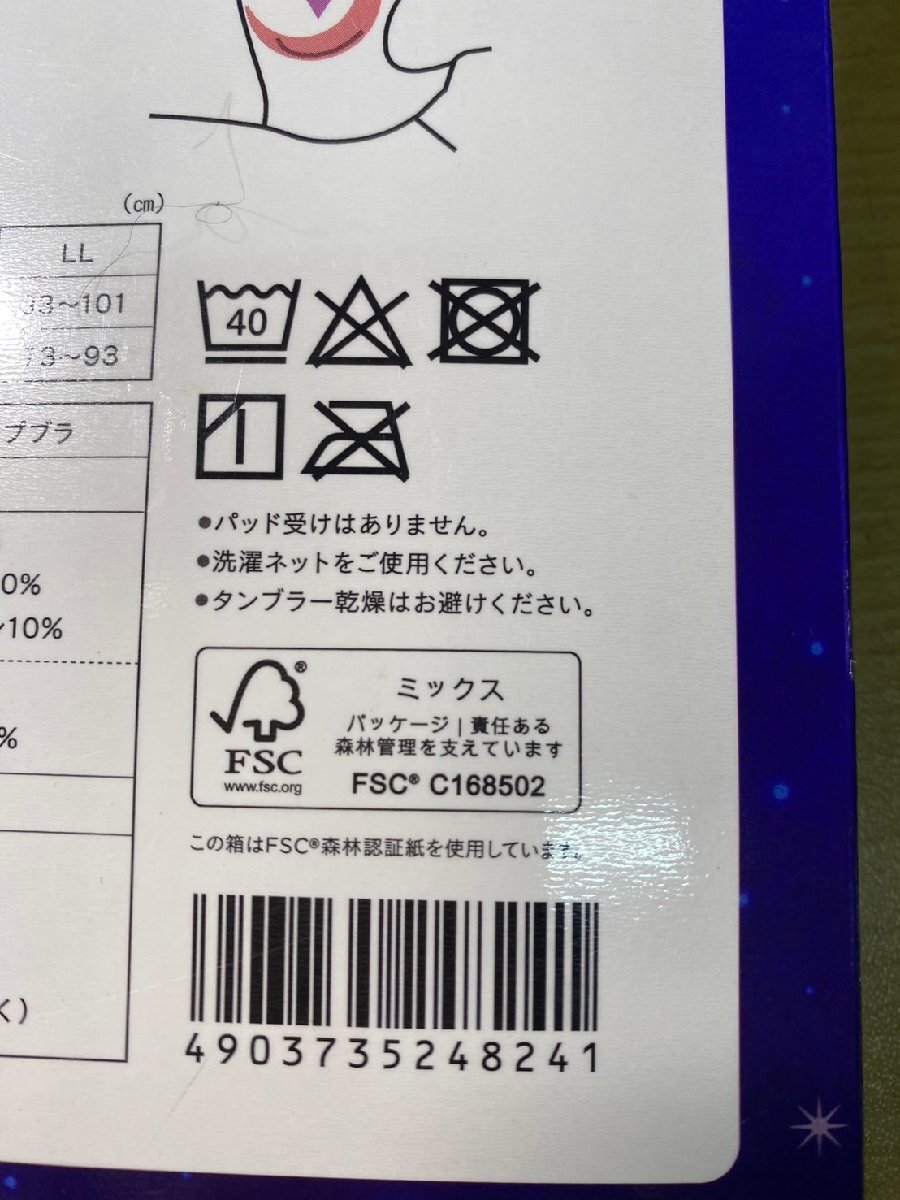 (cm)
LL
93~101
73~93
ブブラ
0%
~10%
%
く)
40
●パッド受けはありません。
●洗濯ネットをご使用ください。
●タンブラー乾燥はお避けください。
®
FSC
www.fsc.org
ミックス
パッケージ | 責任ある
森林管理を支えています
FSC® C168502
この箱はFSC®森林認証紙を使用しています。
4903735248241